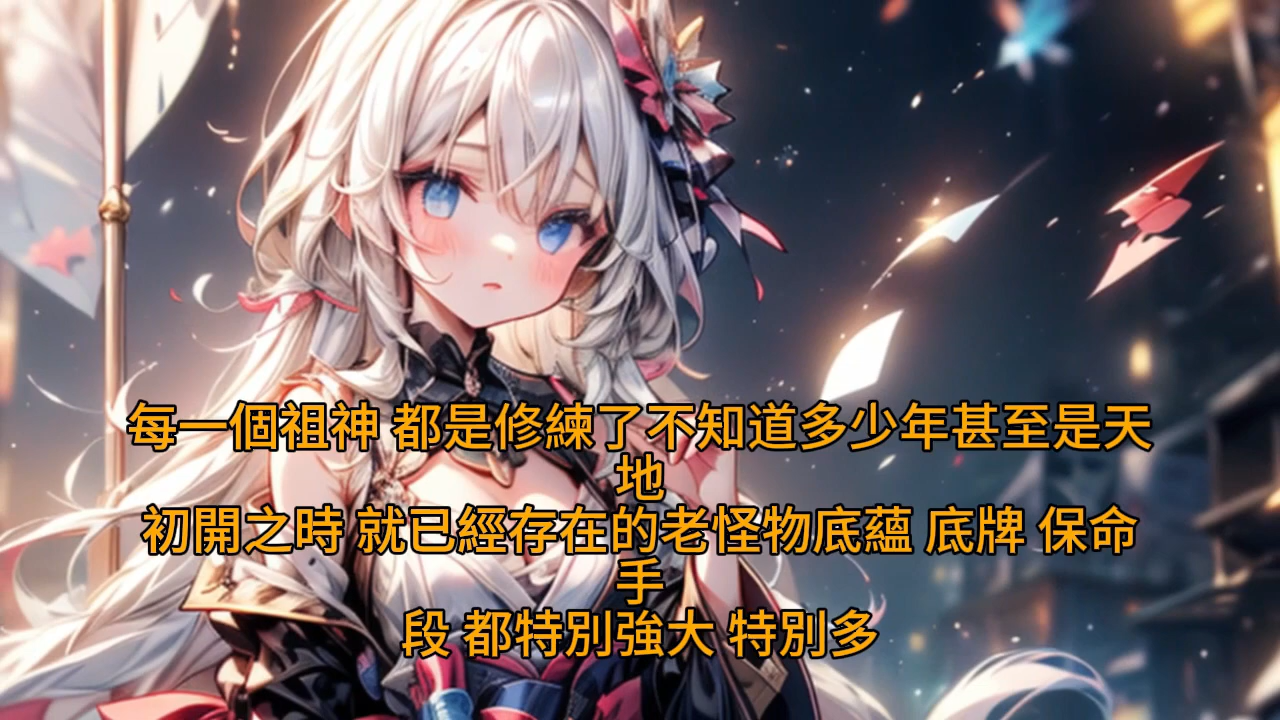 每一個祖神 都是修練了不知道多少年甚至是天
地
初開之時 就已經存在的老怪物底蘊 底牌 保命
手
段 都特別強大 特別多